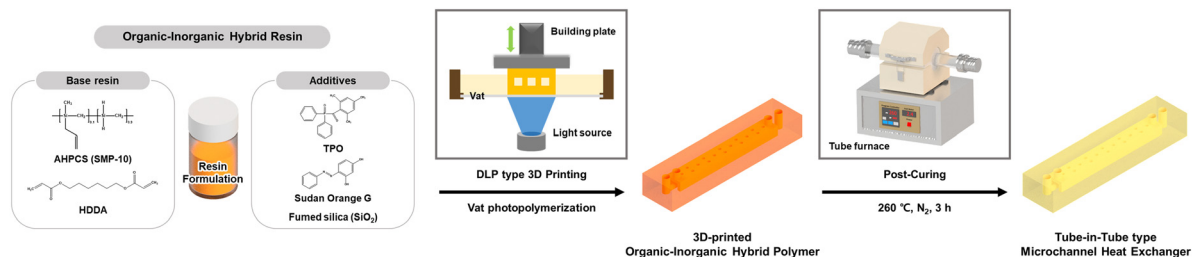 Organic-Inorganic Hybrid Resin
Base resin
AHPCS (SMP-10)
HDDA
Resin
Formulation
Additives
TPO
Sudan Orange G
Fumed silica (SiO₂)
Building plate
Vat
Light source
DLP type 3D Printing
Vat photopolymerization
3D-printed
Organic-Inorganic Hybrid Polymer
Tube furnace
Post-Curing
260 ℃, N₂, 3 h
Tube-in-Tube type
Microchannel Heat Exchanger